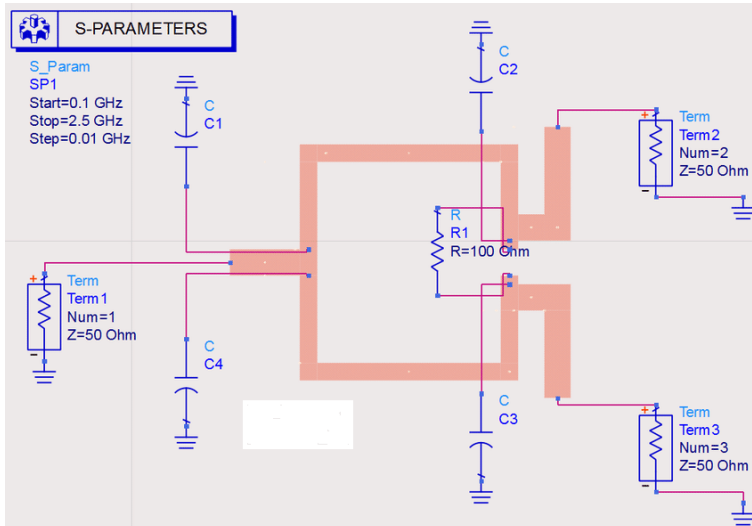 S-PARAMETERS
S_Param
SP1
Start=0.1 GHz
Stop=2.5 GHz
Step=0.01 GHz
C
C1
C
C2
+
Term
Term2
Num=2
Z=50 Ohm
-
R
R1
R=100 Ohm
+
Term
Term1
Num=1
Z=50 Ohm
-
C
C4
C
C3
+
Term
Term3
Num=3
Z=50 Ohm
-